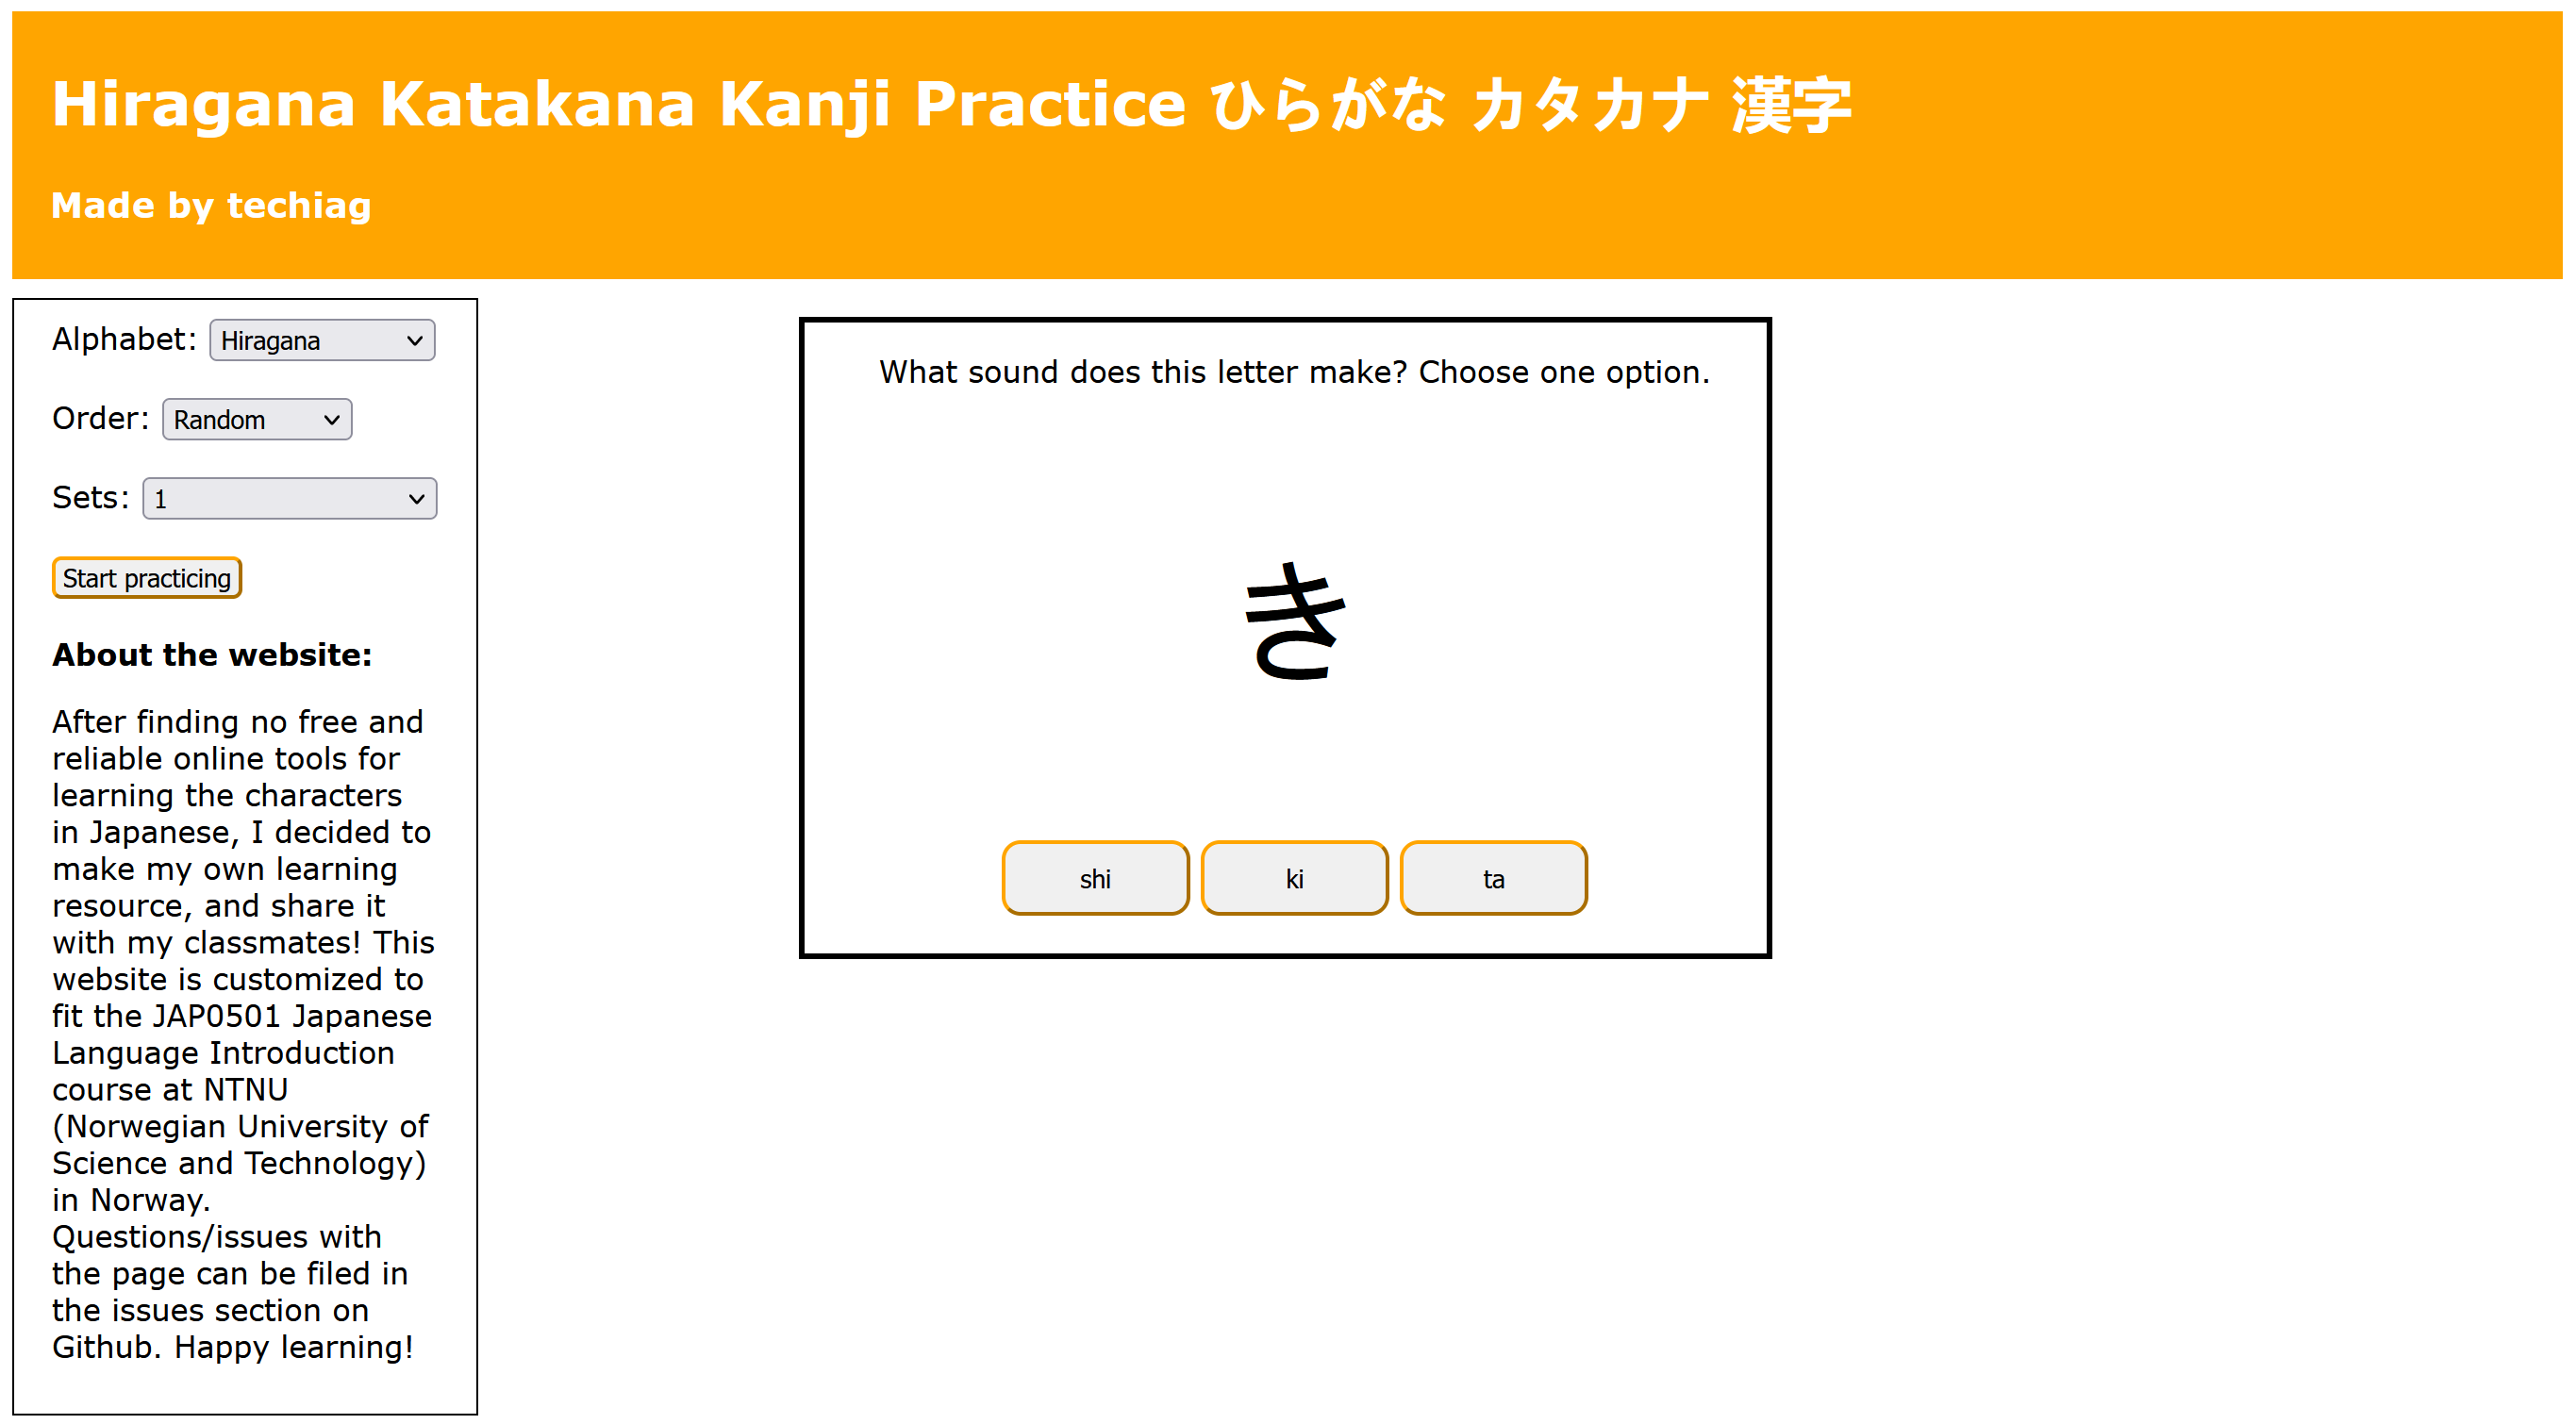 Hiragana Katakana Kanji Practice ひらがな カタカナ 漢字
Made by techiag
Alphabet: Hiragana
Order: Random
Sets: 1
Start practicing
About the website:
After finding no free and
reliable online tools for
learning the characters
in Japanese, I decided to
make my own learning
resource, and share it
with my classmates! This
website is customized to
fit the JAP0501 Japanese
Language Introduction
course at NTNU
(Norwegian University of
Science and Technology)
in Norway.
Questions/issues with
the page can be filed in
the issues section on
Github. Happy learning!
What sound does this letter make? Choose one option.
き
shi ki ta